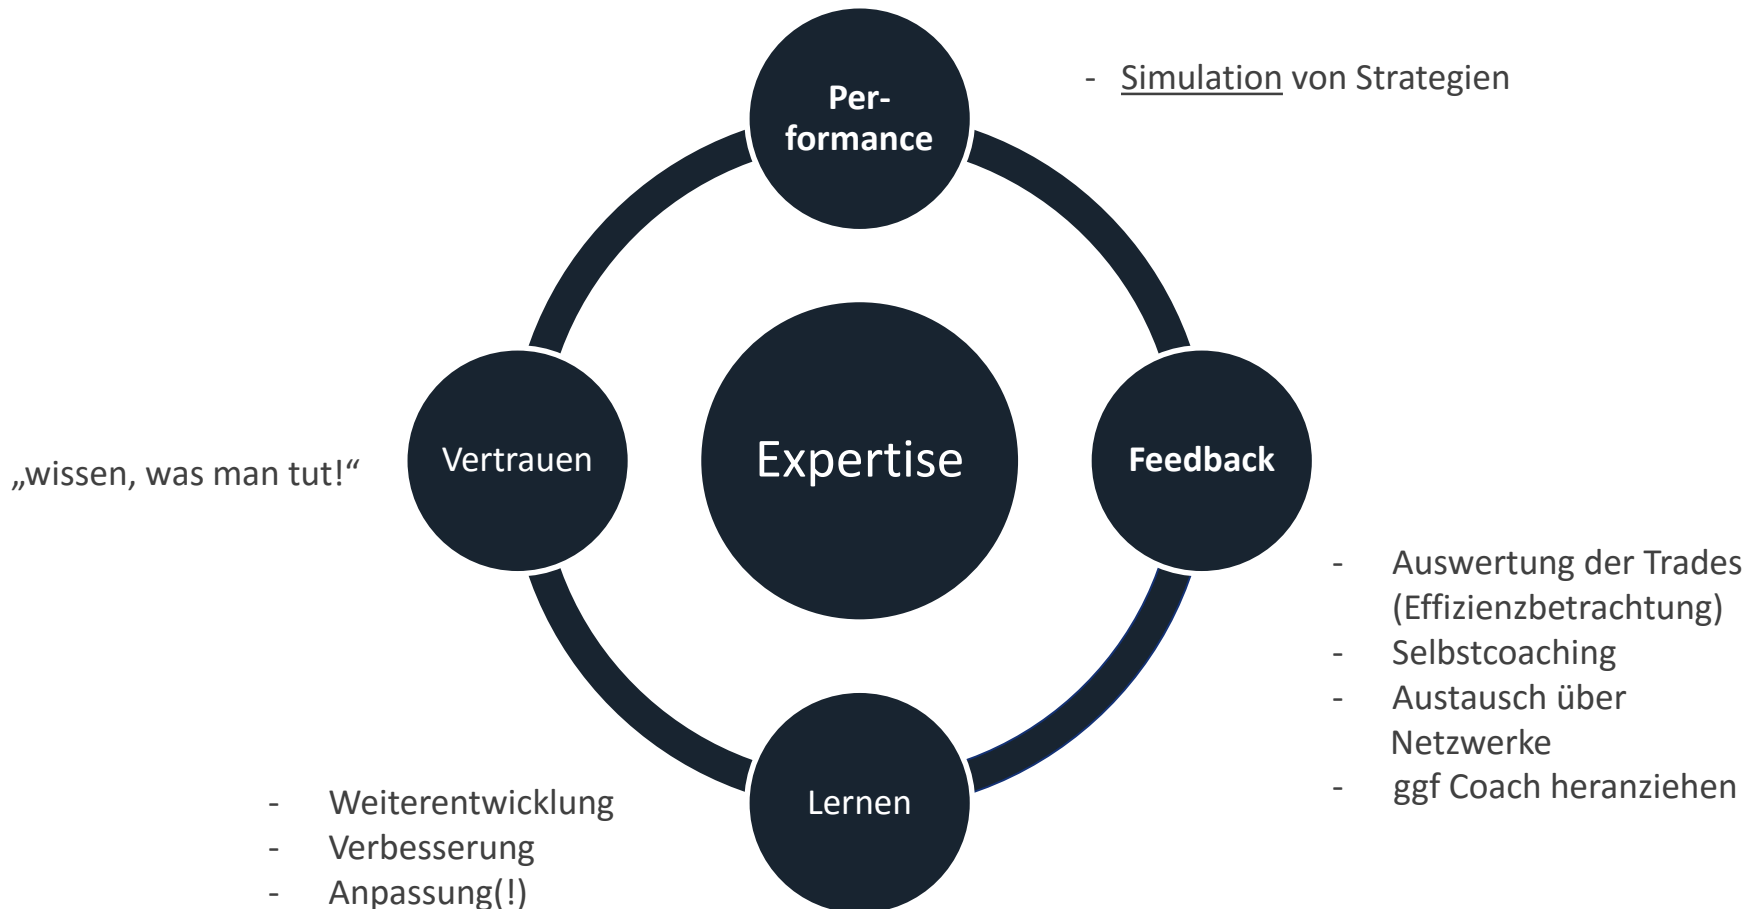 Per-
formance
- Simulation von Strategien
Vertrauen
„wissen, was man tut!“
Expertise
Feedback
- Auswertung der Trades
(Effizienzbetrachtung)
- Selbstcoaching
- Austausch über
Netzwerke
- ggf Coach heranziehen
Lernen
- Weiterentwicklung
- Verbesserung
- Anpassung(!)